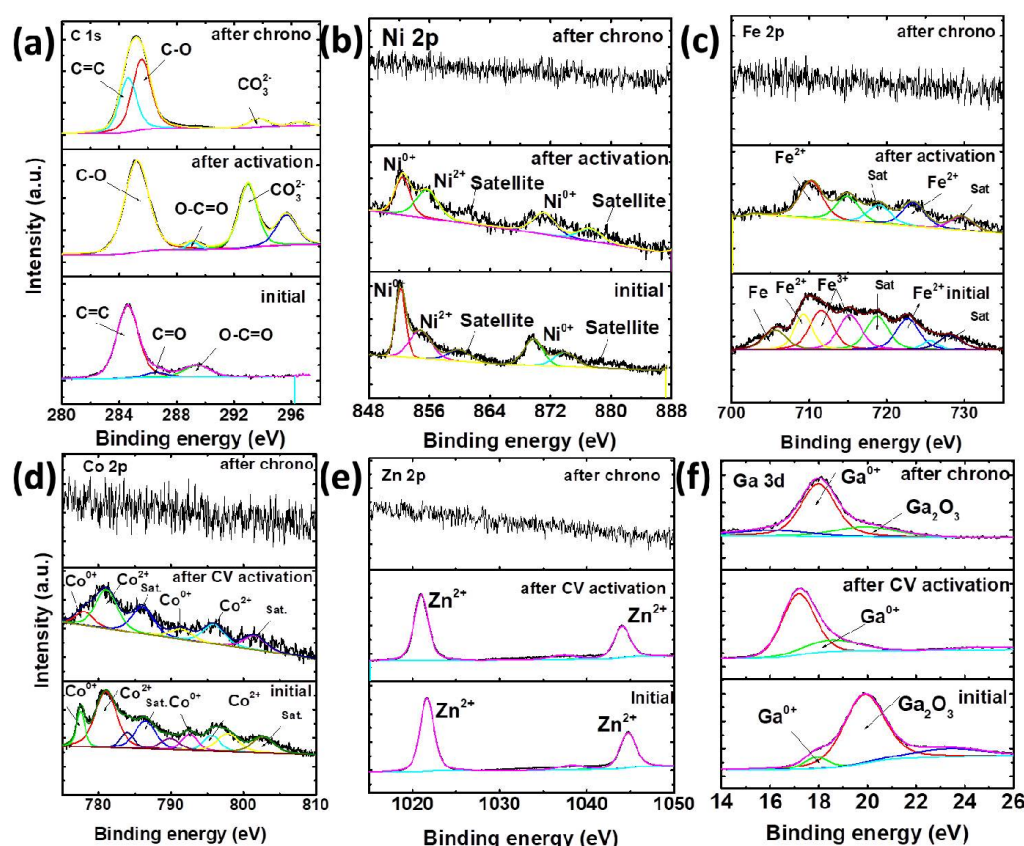 (a)
C 1s
after chrono
C=C
C-O
CO₃²⁻
after activation
C-O
O-C=O
CO₃²⁻
initial
C=C
C=O
O-C=O
280 284 288 292 296
Binding energy (eV)
Intensity (a.u.)
(b)
Ni 2p
after chrono
after activation
Ni⁰⁺
Ni²⁺
Satellite
Ni⁰⁺
Satellite
initial
Ni⁰⁺
Ni²⁺
Satellite
Ni⁰⁺
Satellite
848 856 864 872 880 888
Binding energy (eV)
(c)
Fe 2p
after chrono
after activation
Fe²⁺
Sat
Fe²⁺
Sat
Fe
Fe²⁺
Fe³⁺
Sat
Fe²⁺
initial
Sat
700 710 720 730
Binding energy (eV)
(d)
Co 2p
after chrono
after CV activation
Co⁰⁺
Co²⁺
Sat.
Co⁰⁺
Co²⁺
Sat.
initial
Co⁰⁺
Co²⁺
Sat.
Co⁰⁺
Co²⁺
Sat.
780 790 800 810
Binding energy (eV)
Intensity (a.u.)
(e)
Zn 2p
after chrono
after CV activation
Zn²⁺
Zn²⁺
Initial
Zn²⁺
Zn²⁺
1020 1030 1040 1050
Binding energy (eV)
(f)
Ga 3d
after chrono
Ga⁰⁺
Ga₂O₃
after CV activation
Ga⁰⁺
initial
Ga⁰⁺
Ga₂O₃
14 16 18 20 22 24 26
Binding energy (eV)